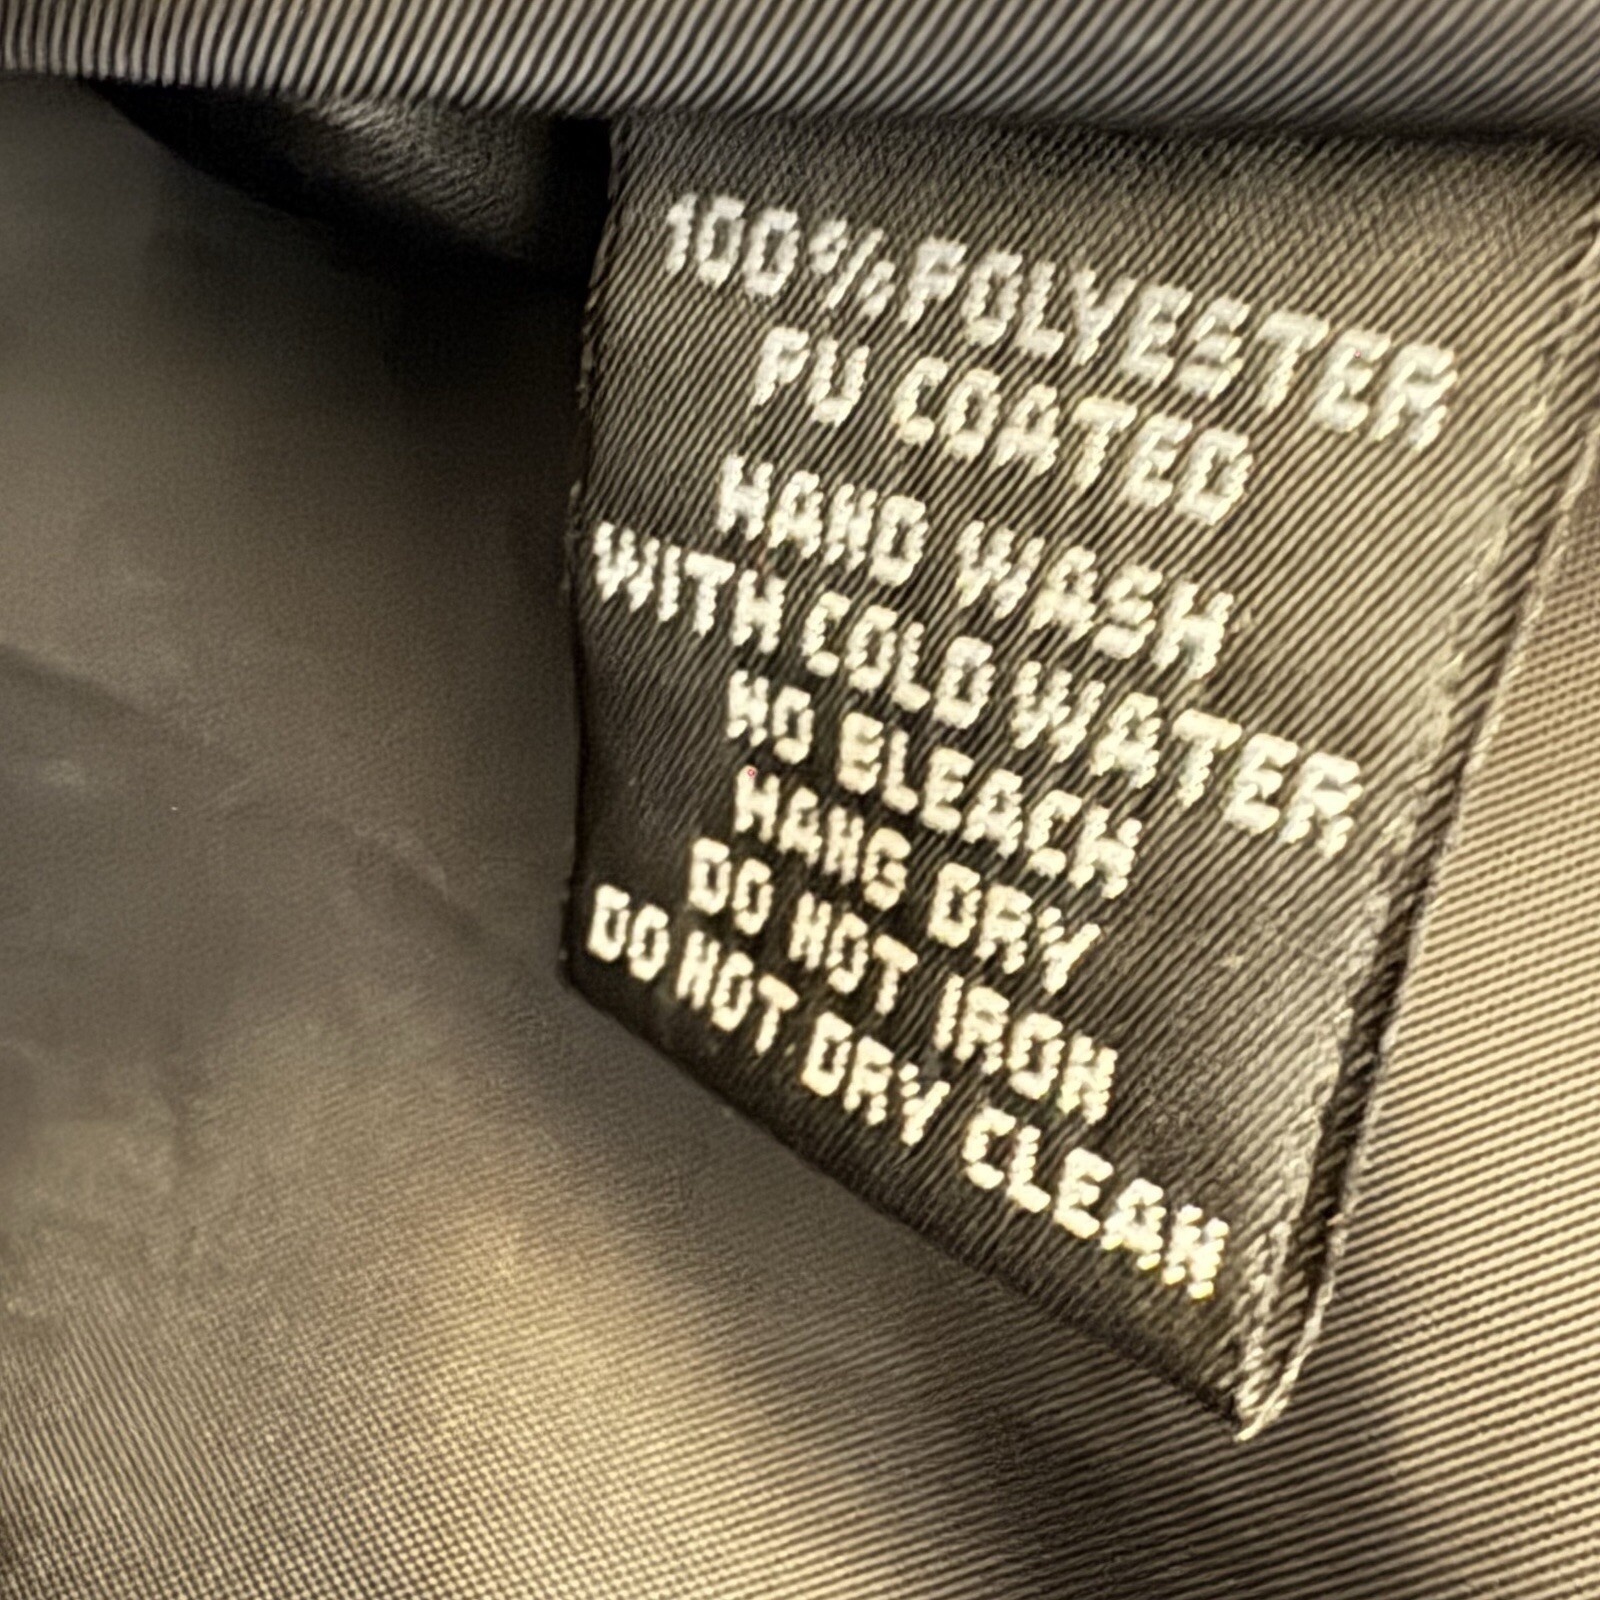 100% POLYESTER
PU COATED
HAND WASH
WITH COLD WATER
NO BLEACH
HANG DRY
DO NOT IRON
DO NOT DRY CLEAN